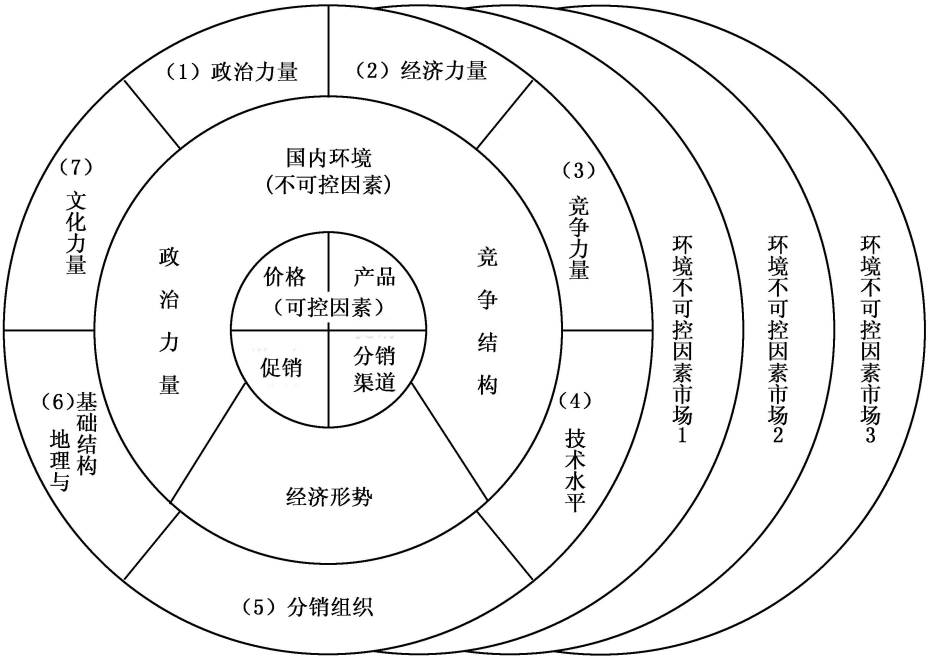 （1）政治力量
（2）经济力量
（3）
竞争力量
（4）
技术水平
（5）分销组织
（6）
地理与
基础结构
（7）
文化力量
国内环境
(不可控因素)
政治力量
竞争结构
经济形势
价格
产品
（可控因素）
促销
分销
渠道
环境不可控因素市场1
环境不可控因素市场2
环境不可控因素市场3